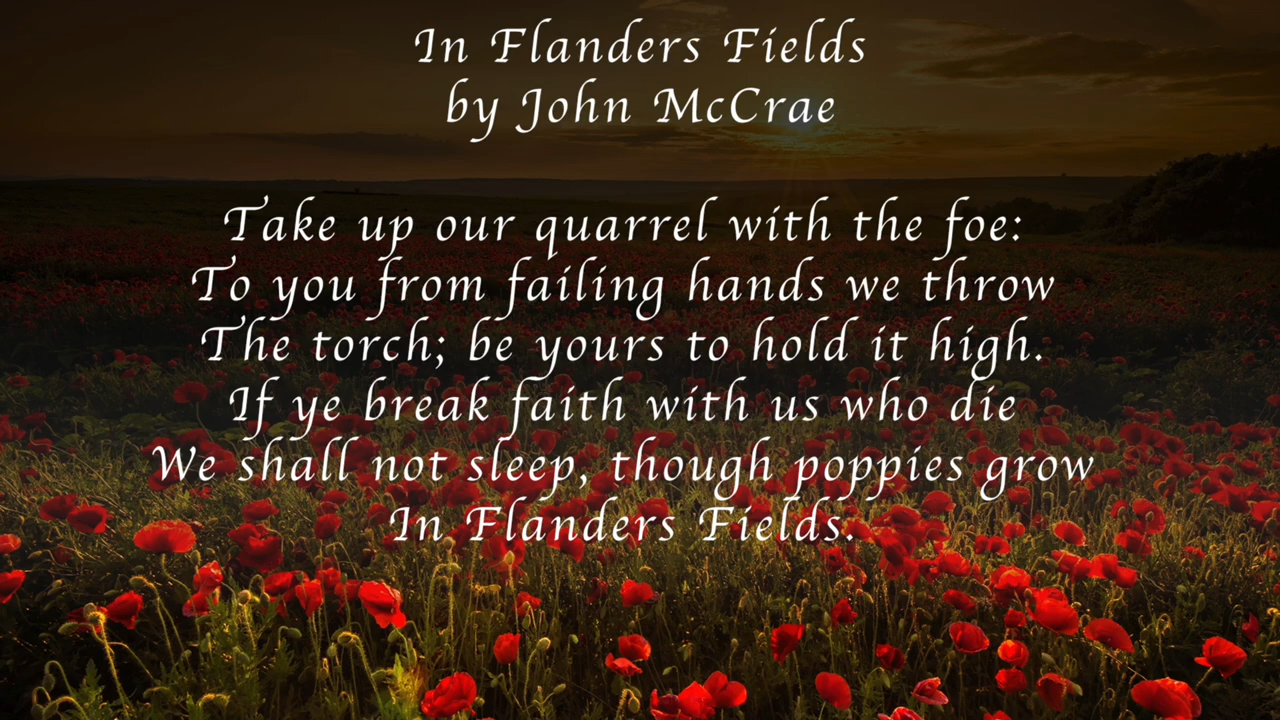 In Flanders Fields
by John McCrae
Take up our quarrel with the foe:
To you from failing hands we throw
The torch; be yours to hold it high.
If ye break faith with us who die
We shall not sleep, though poppies grow
In Flanders Fields.